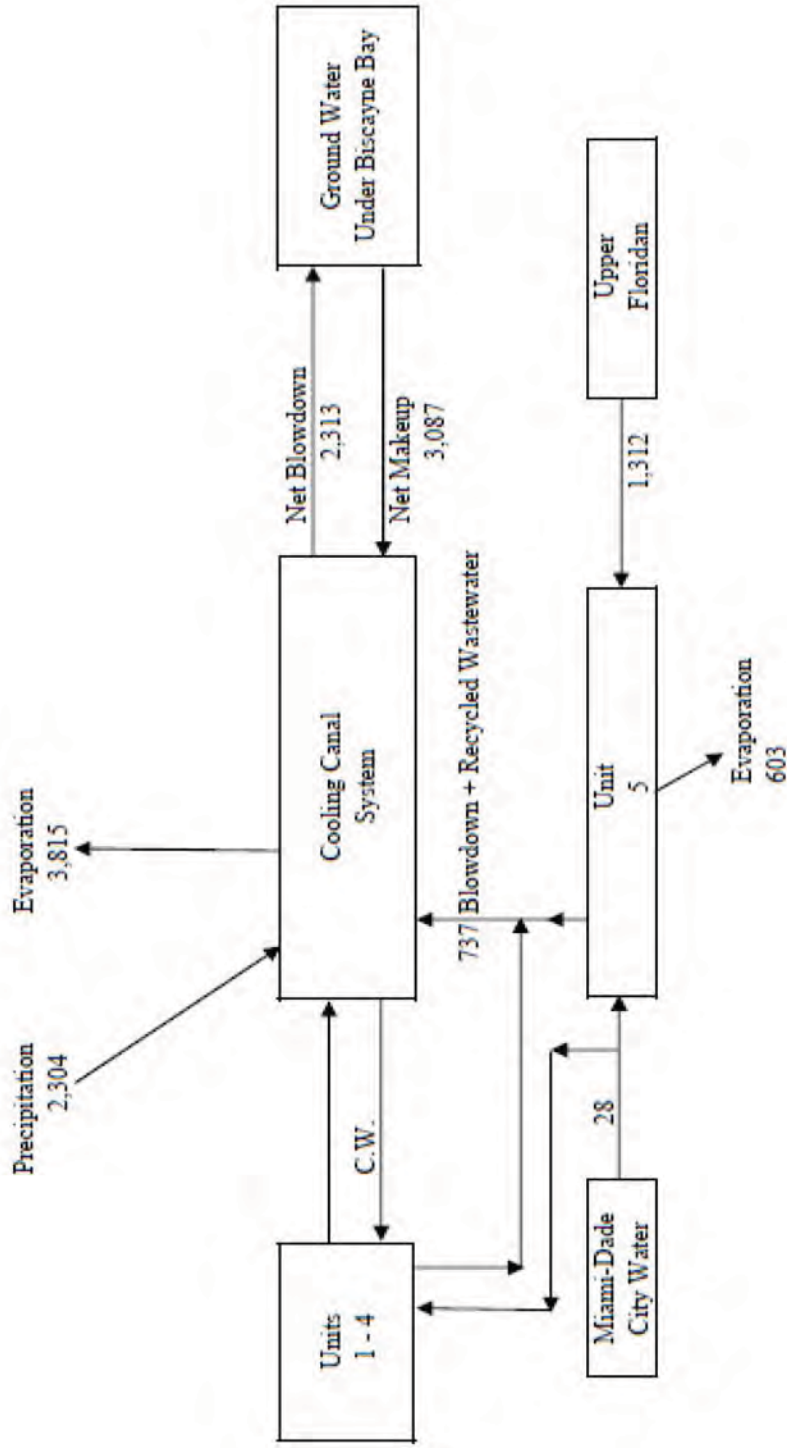 Precipitation
2,304
Evaporation
3,815
Units
1 - 4
C.W.
Cooling Canal
System
Net Blowdown
2,313
Net Makeup
3,087
Ground Water
Under Biscayne Bay
737 Blowdown + Recycled Wastewater
Miami-Dade
City Water
28
Unit
5
Evaporation
603
1,312
Upper
Floridan